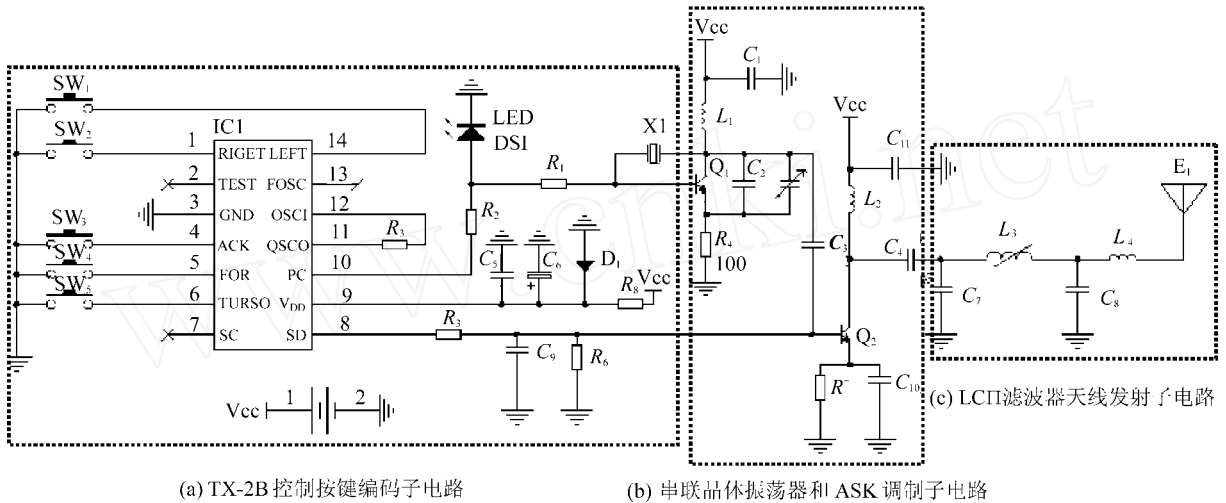 SW1
SW2
SW3
SW4
SW5
IC1
1 RIGET LEFT 14
2 TEST FOSC 13
3 GND OSCI 12
4 ACK QSCO 11
5 FOR PC 10
6 TURSO VDD 9
7 SC SD 8
R3
LED
DSI
R1
R2
C5
C6
+
D1
Vcc
R8
R3
C9
R6
Vcc 1 2
X1
Vcc
C1
L1
Q1
C2
R4
100
C3
Vcc
C11
L2
C4
Q2
R-
C10
C7
L3
C8
L4
E1
(a) TX-2B 控制按键编码子电路
(b) 串联晶体振荡器和 ASK 调制子电路
(c) LCΠ滤波器天线发射子电路
www.cnki.net